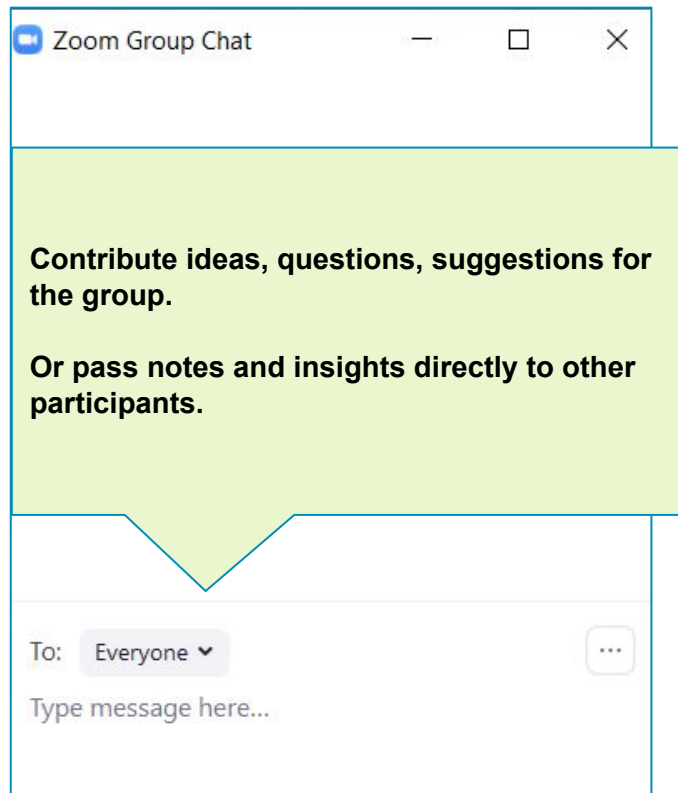 Zoom Group Chat
Contribute ideas, questions, suggestions for
the group.
Or pass notes and insights directly to other
participants.
To: Everyone
Type message here...